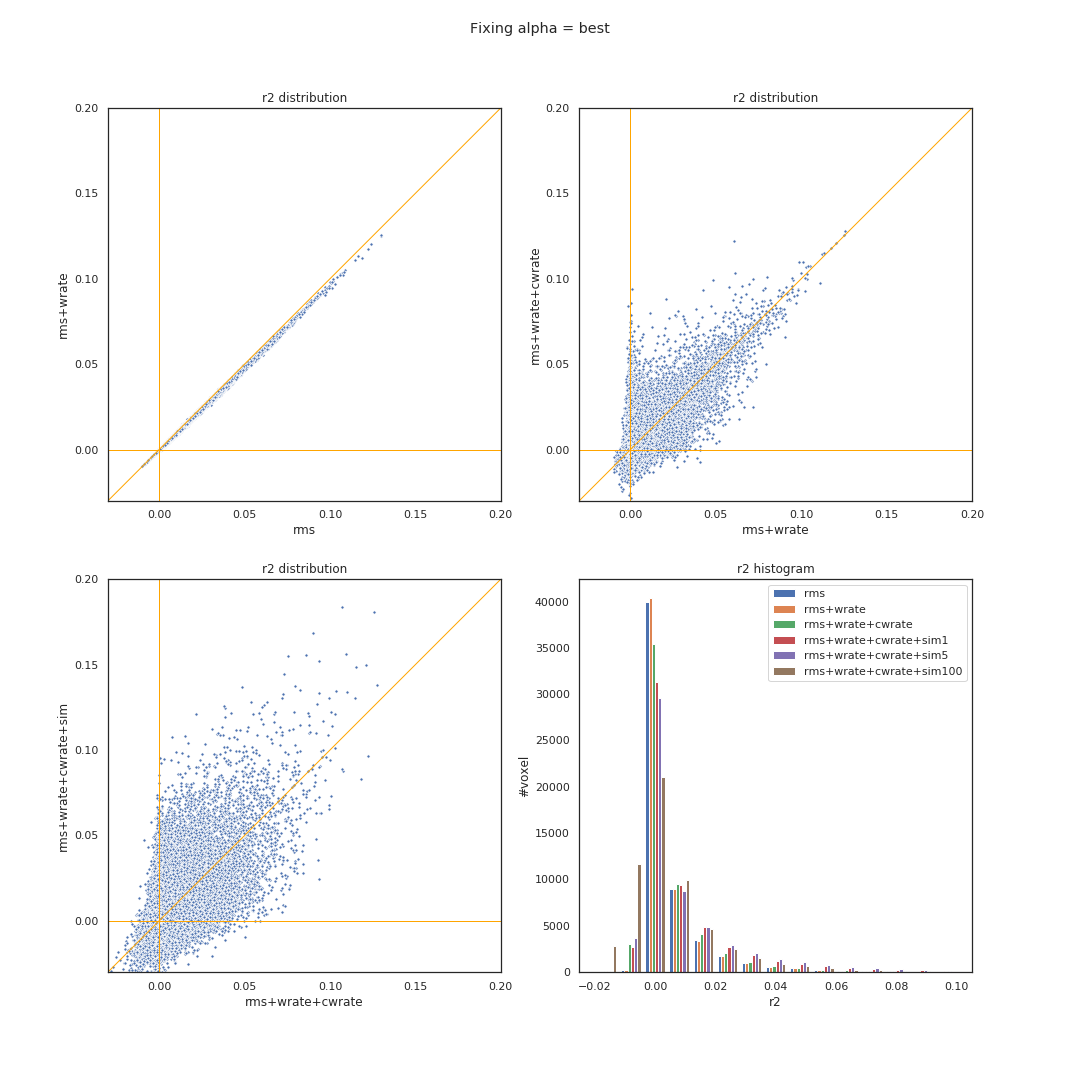 Fixing alpha = best
r2 distribution
0.20
0.15
0.10
0.05
0.00
rms+wrate
0.00 0.05 0.10 0.15 0.20
rms
r2 distribution
0.20
0.15
0.10
0.05
0.00
rms+wrate+cwrate
0.00 0.05 0.10 0.15 0.20
rms+wrate
r2 distribution
0.20
0.15
0.10
0.05
0.00
rms+wrate+cwrate+sim
0.00 0.05 0.10 0.15 0.20
rms+wrate+cwrate
r2 histogram
40000
35000
30000
25000
20000
15000
10000
5000
0
#voxel
rms
rms+wrate
rms+wrate+cwrate
rms+wrate+cwrate+sim1
rms+wrate+cwrate+sim5
rms+wrate+cwrate+sim100
−0.02 0.00 0.02 0.04 0.06 0.08 0.10
r2